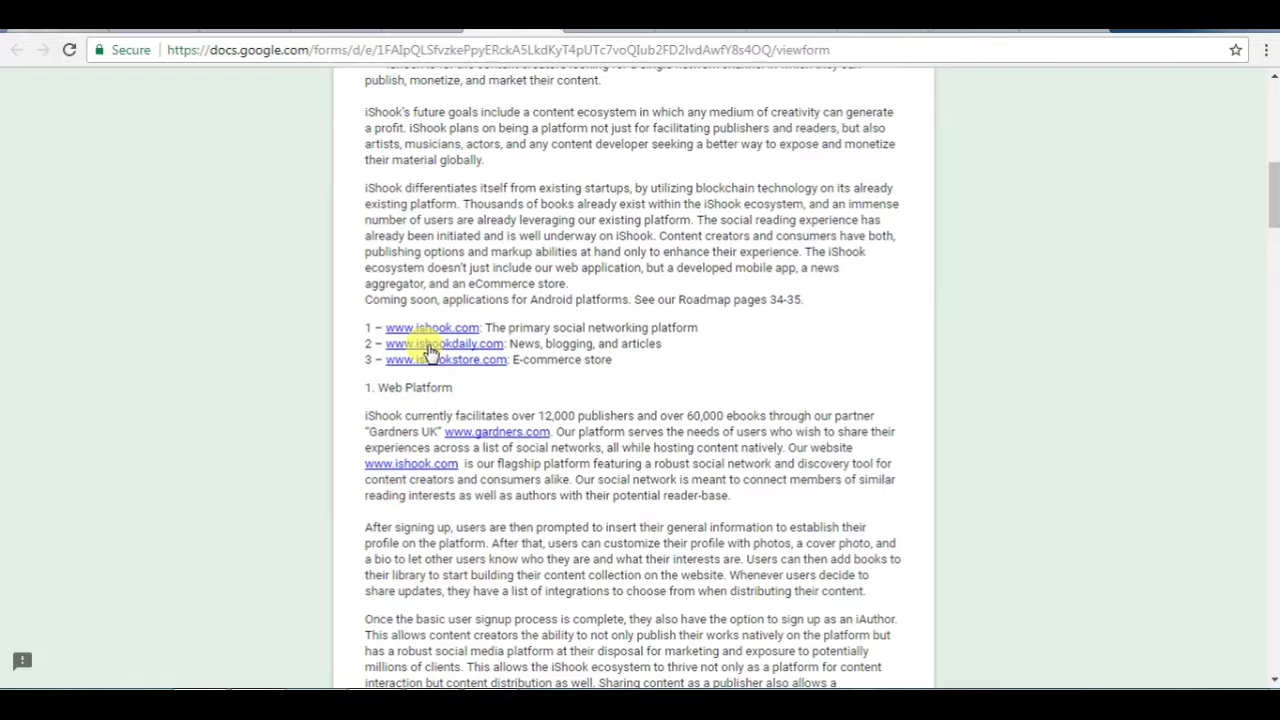 Secure https://docs.google.com/forms/d/e/1FAIpQLSfvzkePpyERckA5LkdKyT4pUTc7voQIub2FD2IvdAwfY8s4OQ/viewform
publish, monetize, and market their content.
iShook's future goals include a content ecosystem in which any medium of creativity can generate
a profit. iShook plans on being a platform not just for facilitating publishers and readers, but also
artists, musicians, actors, and any content developer seeking a better way to expose and monetize
their material globally.
iShook differentiates itself from existing startups, by utilizing blockchain technology on its already
existing platform. Thousands of books already exist within the iShook ecosystem, and an immense
number of users are already leveraging our existing platform. The social reading experience has
already been initiated and is well underway on iShook. Content creators and consumers have both,
publishing options and markup abilities at hand only to enhance their experience. The iShook
ecosystem doesn't just include our web application, but a developed mobile app, a news
aggregator, and an eCommerce store.
Coming soon, applications for Android platforms. See our Roadmap pages 34-35.
1 – www.ishook.com: The primary social networking platform
2 – www.ishookdaily.com: News, blogging, and articles
3 – www.ishookstore.com: E-commerce store
1. Web Platform
iShook currently facilitates over 12,000 publishers and over 60,000 ebooks through our partner
"Gardners UK" www.gardners.com. Our platform serves the needs of users who wish to share their
experiences across a list of social networks, all while hosting content natively. Our website
www.ishook.com is our flagship platform featuring a robust social network and discovery tool for
content creators and consumers alike. Our social network is meant to connect members of similar
reading interests as well as authors with their potential reader-base.
After signing up, users are then prompted to insert their general information to establish their
profile on the platform. After that, users can customize their profile with photos, a cover photo, and
a bio to let other users know who they are and what their interests are. Users can then add books to
their library to start building their content collection on the website. Whenever users decide to
share updates, they have a list of integrations to choose from when distributing their content.
Once the basic user signup process is complete, they also have the option to sign up as an iAuthor.
This allows content creators the ability to not only publish their works natively on the platform but
has a robust social media platform at their disposal for marketing and exposure to potentially
millions of clients. This allows the iShook ecosystem to thrive not only as a platform for content
interaction but content distribution as well. Sharing content as a publisher also allows a